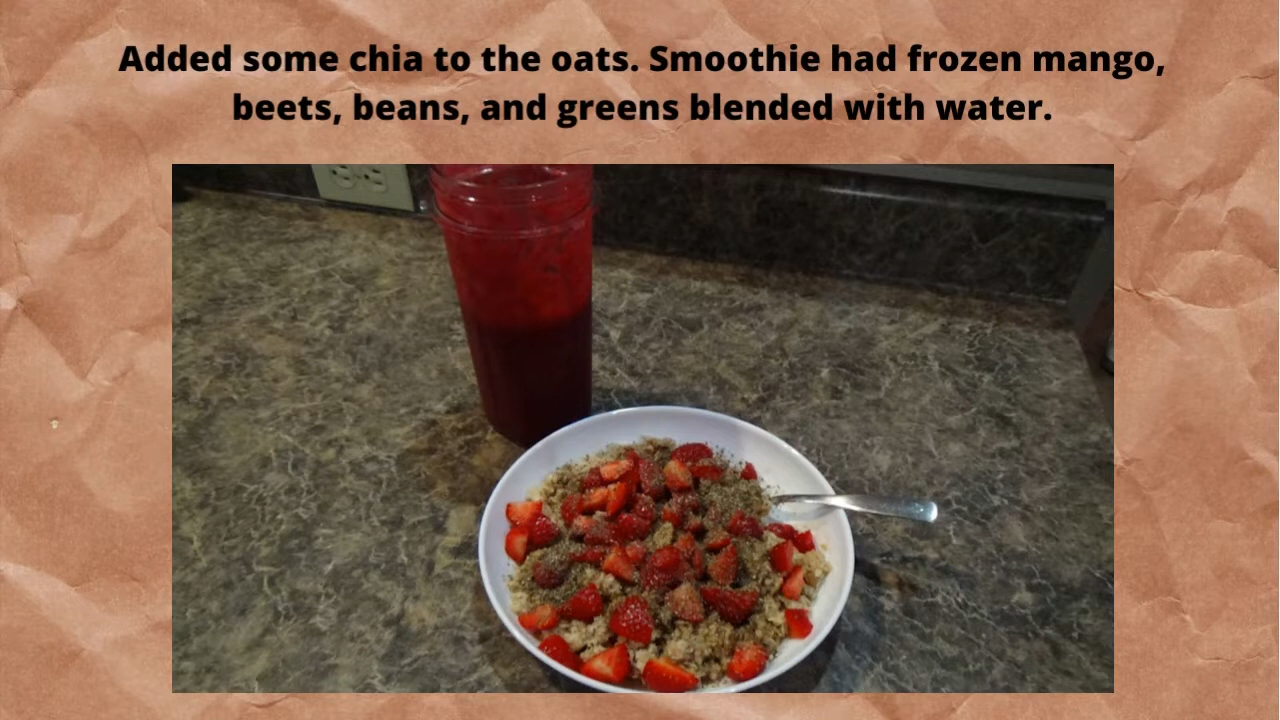 Added some chia to the oats. Smoothie had frozen mango,
beets, beans, and greens blended with water.